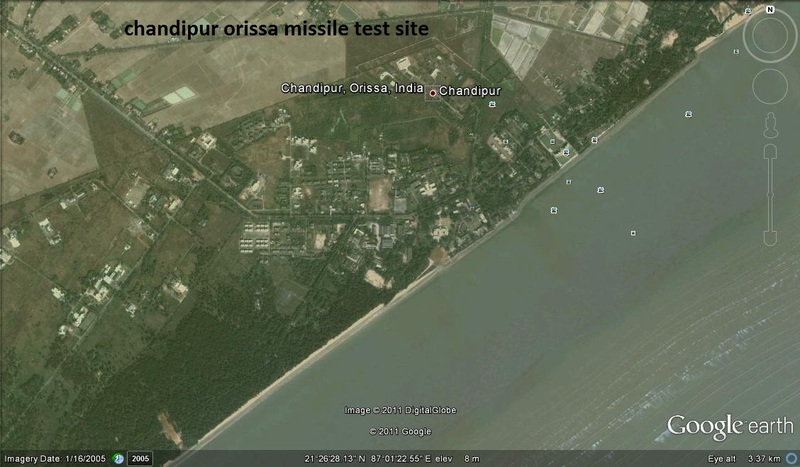 chandipur orissa missile test site
N
Chandipur, Orissa, India
Chandipur
Image © 2011 DigitalGlobe
© 2011 Google
Google earth
Imagery Date: 1/16/2005
2005
21°26'28.13" N 87°01'22.55" E elev 8 m
Eye alt 3.37 km